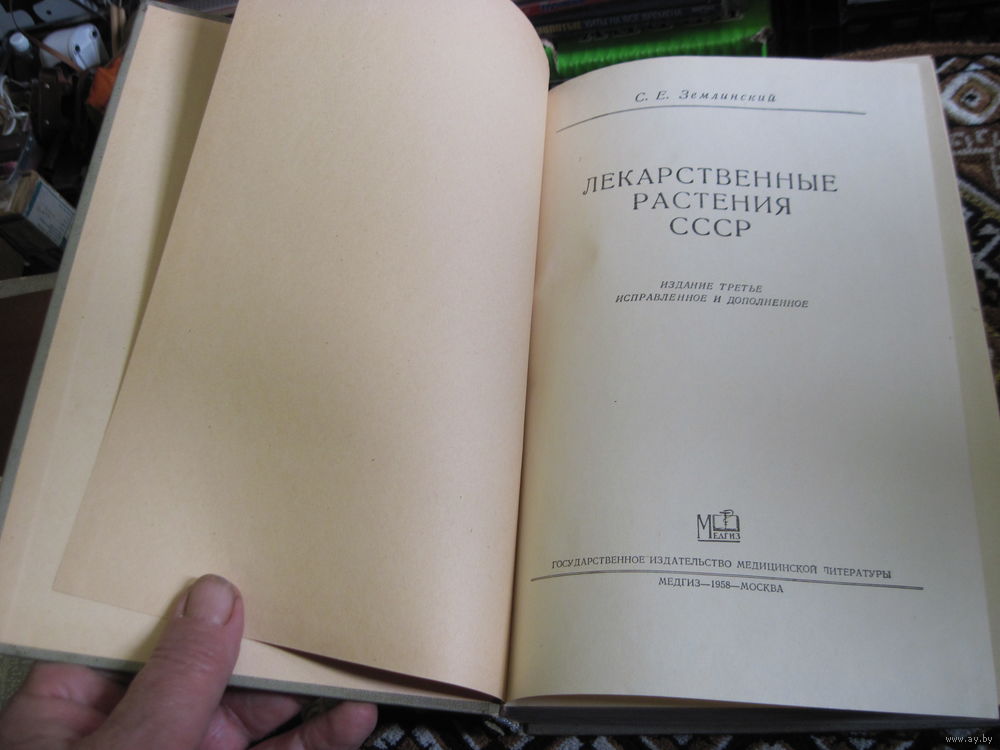 С. Е. Землинский
ЛЕКАРСТВЕННЫЕ
РАСТЕНИЯ
СССР
ИЗДАНИЕ ТРЕТЬЕ
ИСПРАВЛЕННОЕ И ДОПОЛНЕННОЕ
МЕДГИЗ
ГОСУДАРСТВЕННОЕ ИЗДАТЕЛЬСТВО МЕДИЦИНСКОЙ ЛИТЕРАТУРЫ
МЕДГИЗ—1958—МОСКВА
www.ay.by